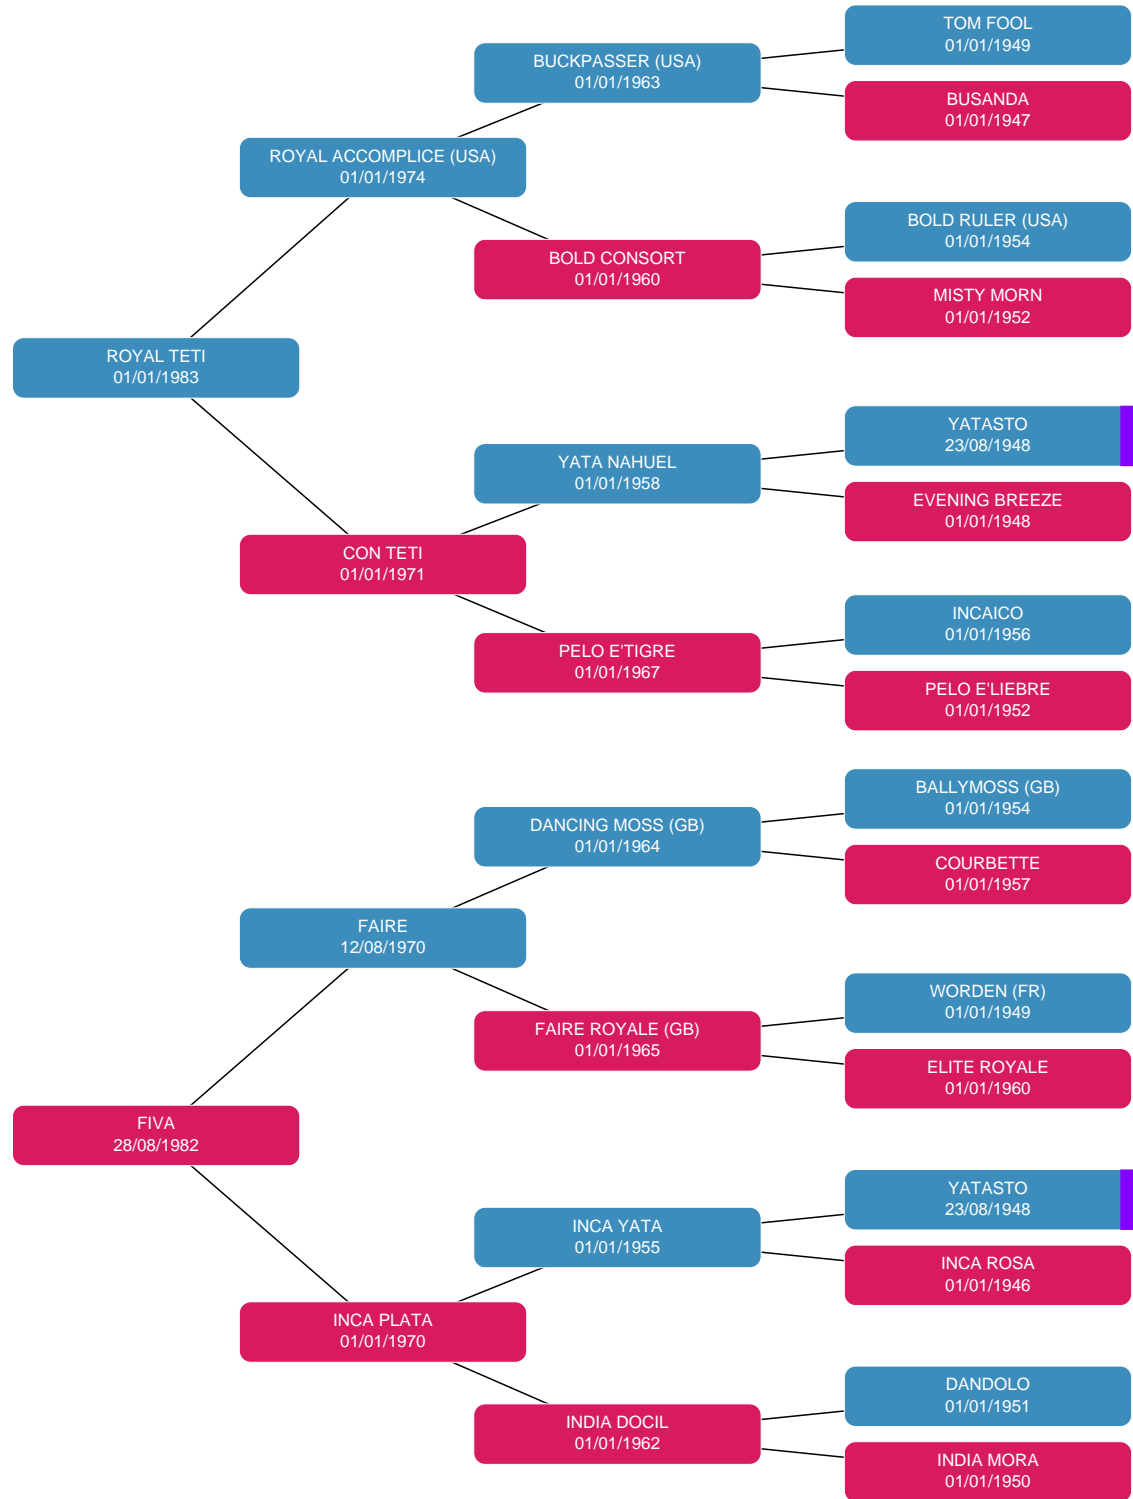 TOM FOOL
01/01/1949
BUCKPASSER (USA)
01/01/1963
BUSANDA
01/01/1947
ROYAL ACCOMPLICE (USA)
01/01/1974
BOLD RULER (USA)
01/01/1954
BOLD CONSORT
01/01/1960
MISTY MORN
01/01/1952
ROYAL TETI
01/01/1983
YATASTO
23/08/1948
YATA NAHUEL
01/01/1958
EVENING BREEZE
01/01/1948
CON TETI
01/01/1971
INCAICO
01/01/1956
PELO E'TIGRE
01/01/1967
PELO E'LIEBRE
01/01/1952
BALLYMOSS (GB)
01/01/1954
DANCING MOSS (GB)
01/01/1964
COURBETTE
01/01/1957
FAIRE
12/08/1970
WORDEN (FR)
01/01/1949
FAIRE ROYALE (GB)
01/01/1965
ELITE ROYALE
01/01/1960
FIVA
28/08/1982
YATASTO
23/08/1948
INCA YATA
01/01/1955
INCA ROSA
01/01/1946
INCA PLATA
01/01/1970
DANDOLO
01/01/1951
INDIA DOCIL
01/01/1962
INDIA MORA
01/01/1950